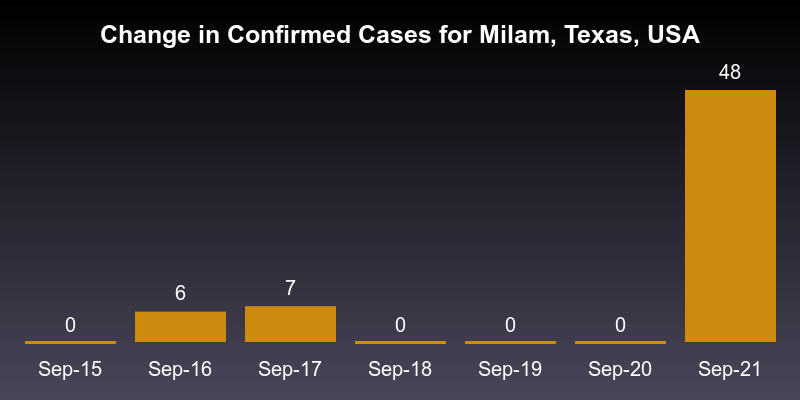 Change in Confirmed Cases for Milam, Texas, USA
48
7
6
0 0 0 0
Sep-15 Sep-16 Sep-17 Sep-18 Sep-19 Sep-20 Sep-21